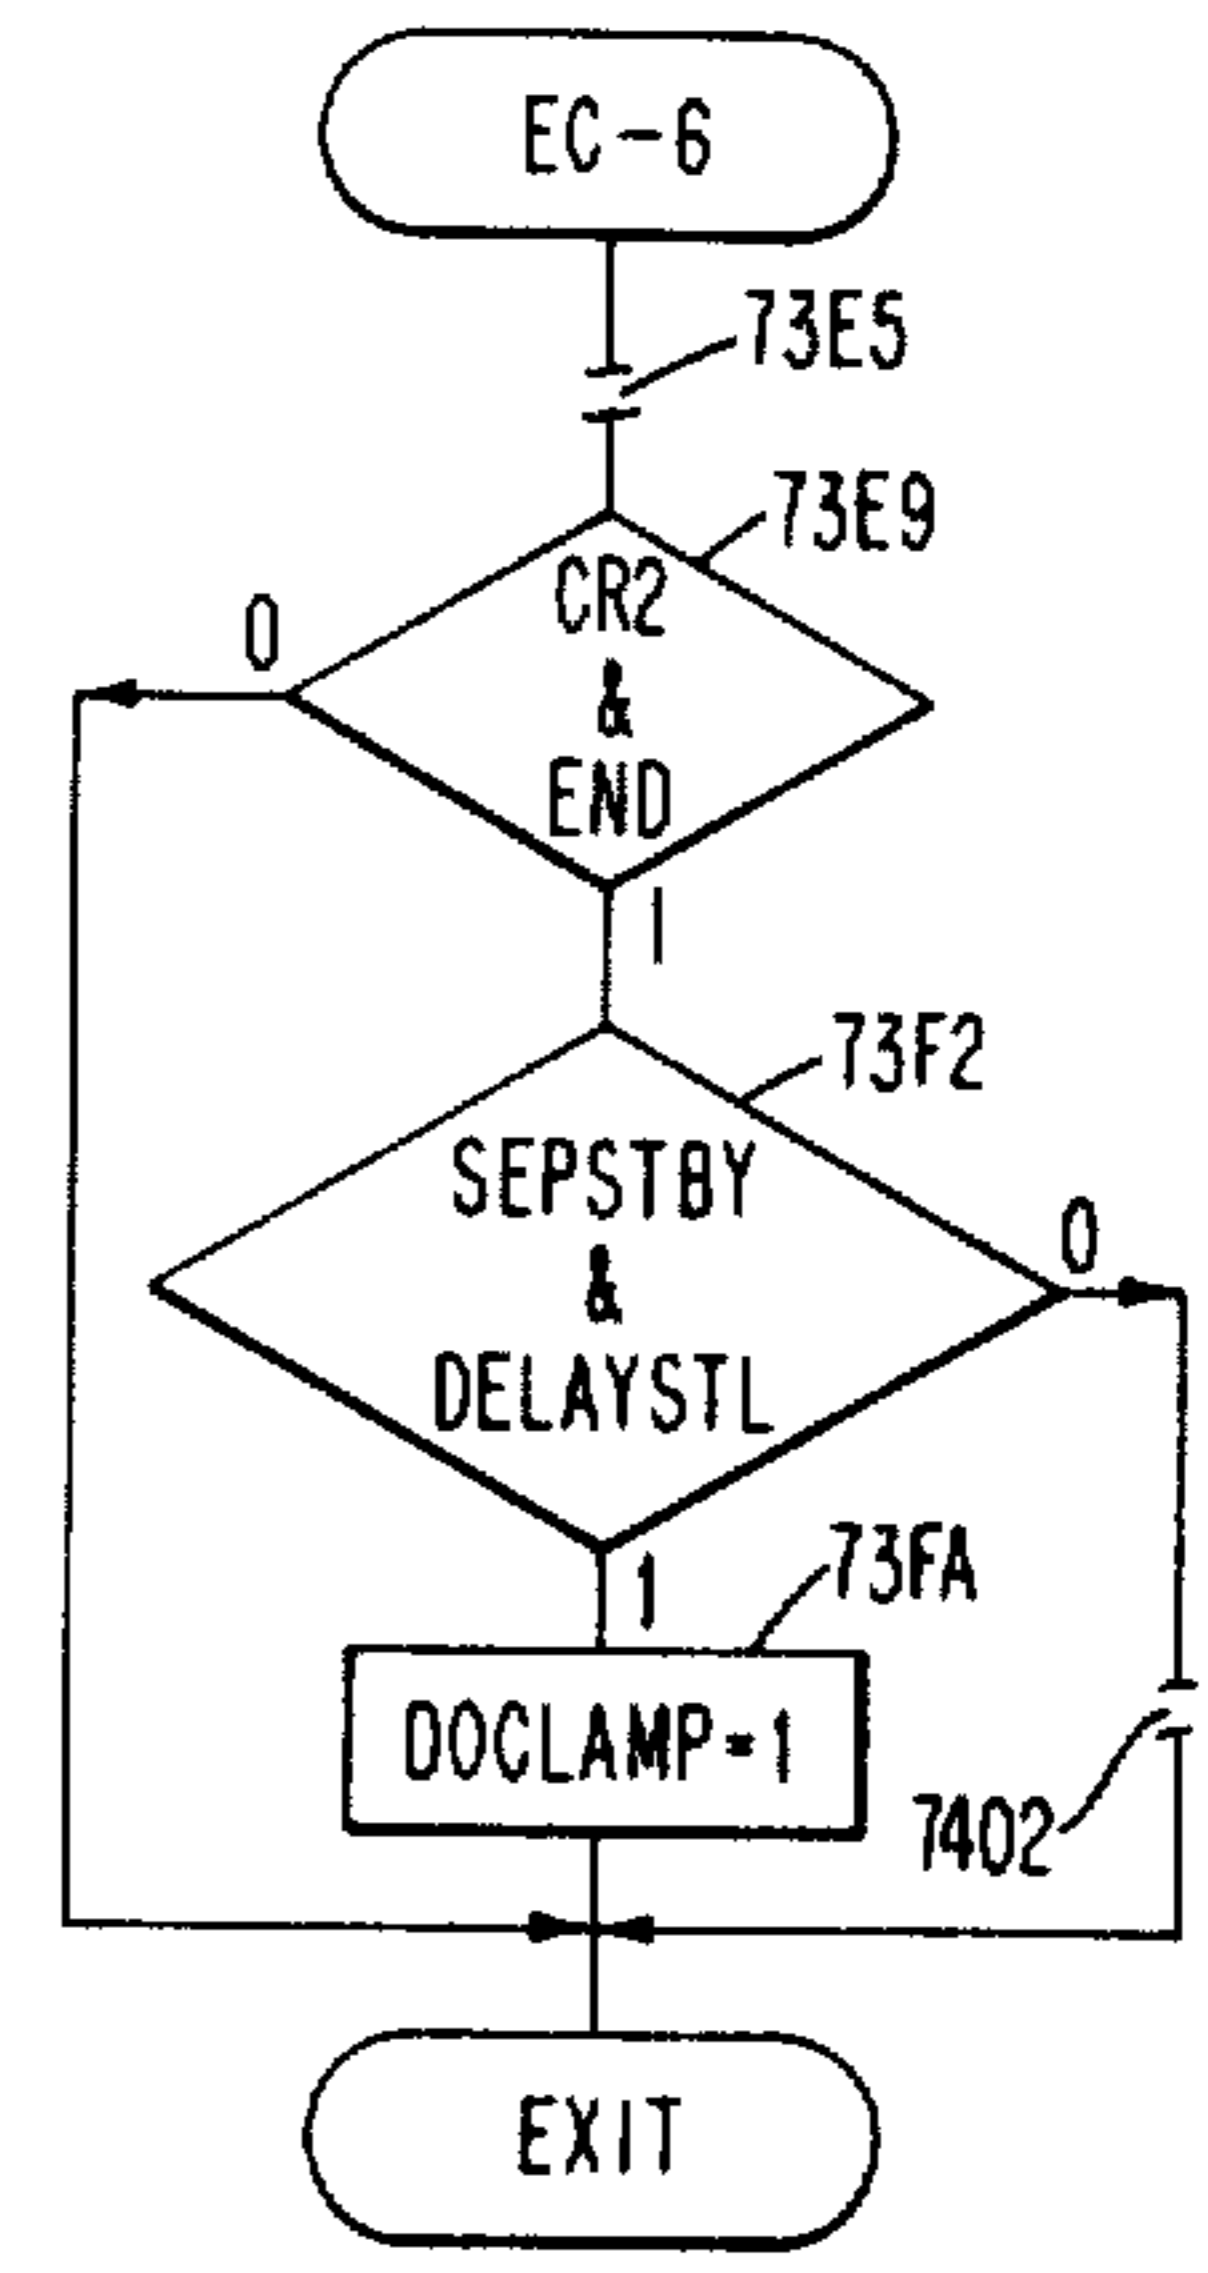 EC-6
73E5
73E9
0
CR2
&
END
1
73F2
SEPSTBY
&
DELAYSTL
0
1
73FA
DOCLAMP=1
7402
EXIT